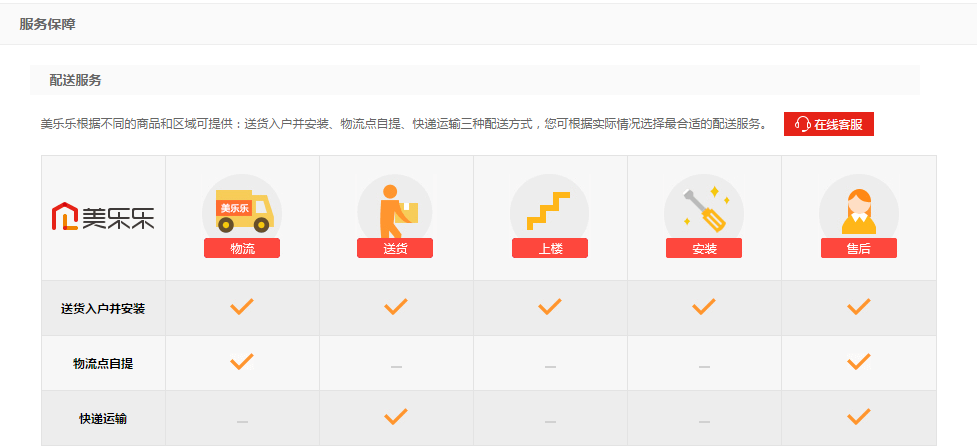 服务保障
配送服务
美乐乐根据不同的商品和区域可提供：送货入户并安装、物流点自提、快递运输三种配送方式，您可根据实际情况选择最合适的配送服务。 在线客服
美乐乐
美乐乐
物流 送货 上楼 安装 售后
送货入户并安装
物流点自提
快递运输